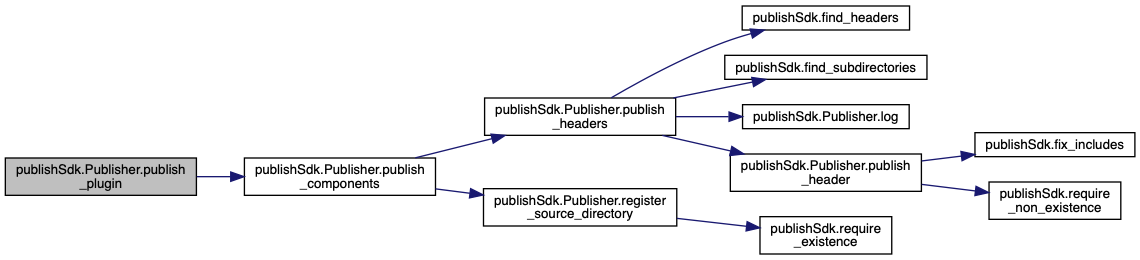 publishSdk.Publisher.publish
_plugin
publishSdk.Publisher.publish
_components
publishSdk.Publisher.publish
_headers
publishSdk.find_headers
publishSdk.find_subdirectories
publishSdk.Publisher.log
publishSdk.Publisher.publish
_header
publishSdk.fix_includes
publishSdk.require
_non_existence
publishSdk.Publisher.register
_source_directory
publishSdk.require
_existence